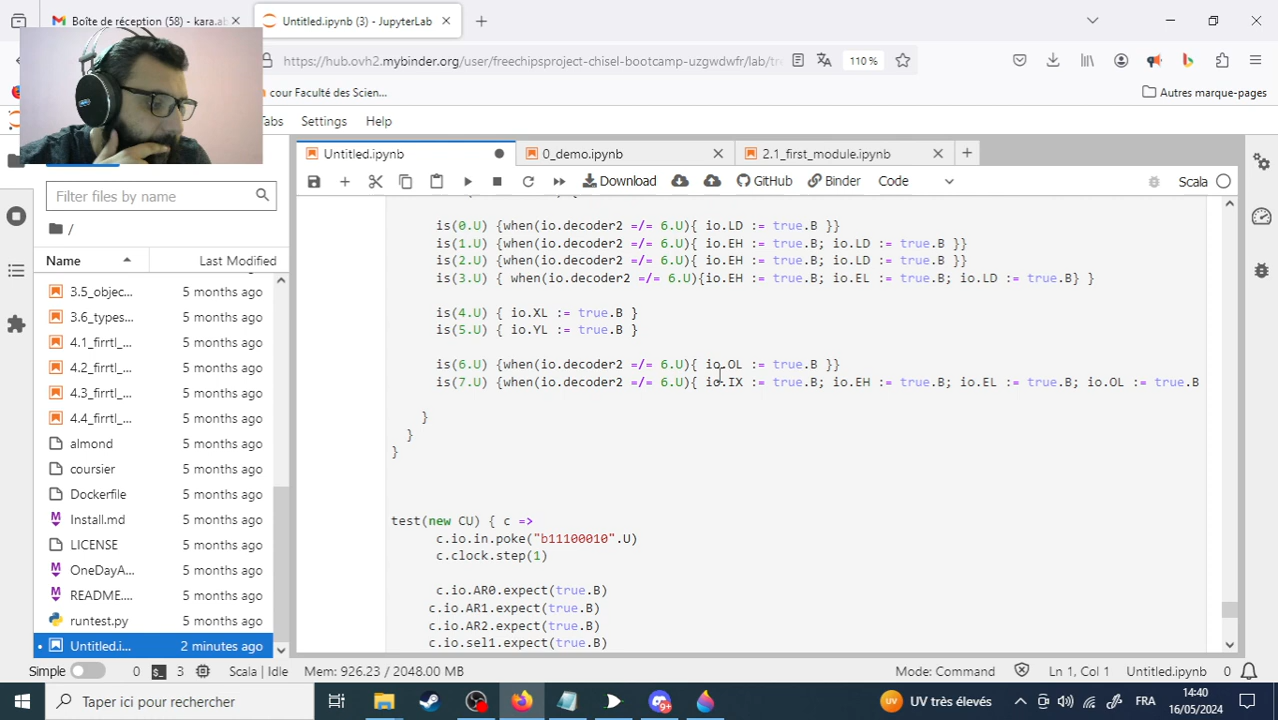 Boîte de réception (58) - kara.ab
Untitled.ipynb (3) - JupyterLab
https://hub.ovh2.mybinder.org/user/freechipsproject-chisel-bootcamp-uzgwdwfr/lab/tre
110 %
cour Faculté des Scien...
Autres marque-pages
Tabs Settings Help
Untitled.ipynb
0_demo.ipynb
2.1_first_module.ipynb
Download GitHub Binder Code Scala
Filter files by name
/
Name Last Modified
3.5_objec... 5 months ago
3.6_types... 5 months ago
4.1_firrtl_... 5 months ago
4.2_firrtl_... 5 months ago
4.3_firrtl_... 5 months ago
4.4_firrtl_... 5 months ago
almond 5 months ago
coursier 5 months ago
Dockerfile 5 months ago
Install.md 5 months ago
LICENSE 5 months ago
OneDayA... 5 months ago
README.... 5 months ago
runtest.py 5 months ago
Untitled.i... 2 minutes ago
is(0.U) {when(io.decoder2 =/= 6.U){ io.LD := true.B }}
is(1.U) {when(io.decoder2 =/= 6.U){ io.EH := true.B; io.LD := true.B }}
is(2.U) {when(io.decoder2 =/= 6.U){ io.EH := true.B; io.LD := true.B }}
is(3.U) { when(io.decoder2 =/= 6.U){io.EH := true.B; io.EL := true.B; io.LD := true.B} }
is(4.U) { io.XL := true.B }
is(5.U) { io.YL := true.B }
is(6.U) {when(io.decoder2 =/= 6.U){ io.OL := true.B }}
is(7.U) {when(io.decoder2 =/= 6.U){ io.IX := true.B; io.EH := true.B; io.EL := true.B; io.OL := true.B
}
}
}
test(new CU) { c =>
c.io.in.poke("b11100010".U)
c.clock.step(1)
c.io.AR0.expect(true.B)
c.io.AR1.expect(true.B)
c.io.AR2.expect(true.B)
c.io.sel1.expect(true.B)
Simple 0 3 Scala | Idle Mem: 926.23 / 2048.00 MB Mode: Command Ln 1, Col 1 Untitled.ipynb 0
Taper ici pour rechercher
UV très élevés
FRA
14:40
16/05/2024